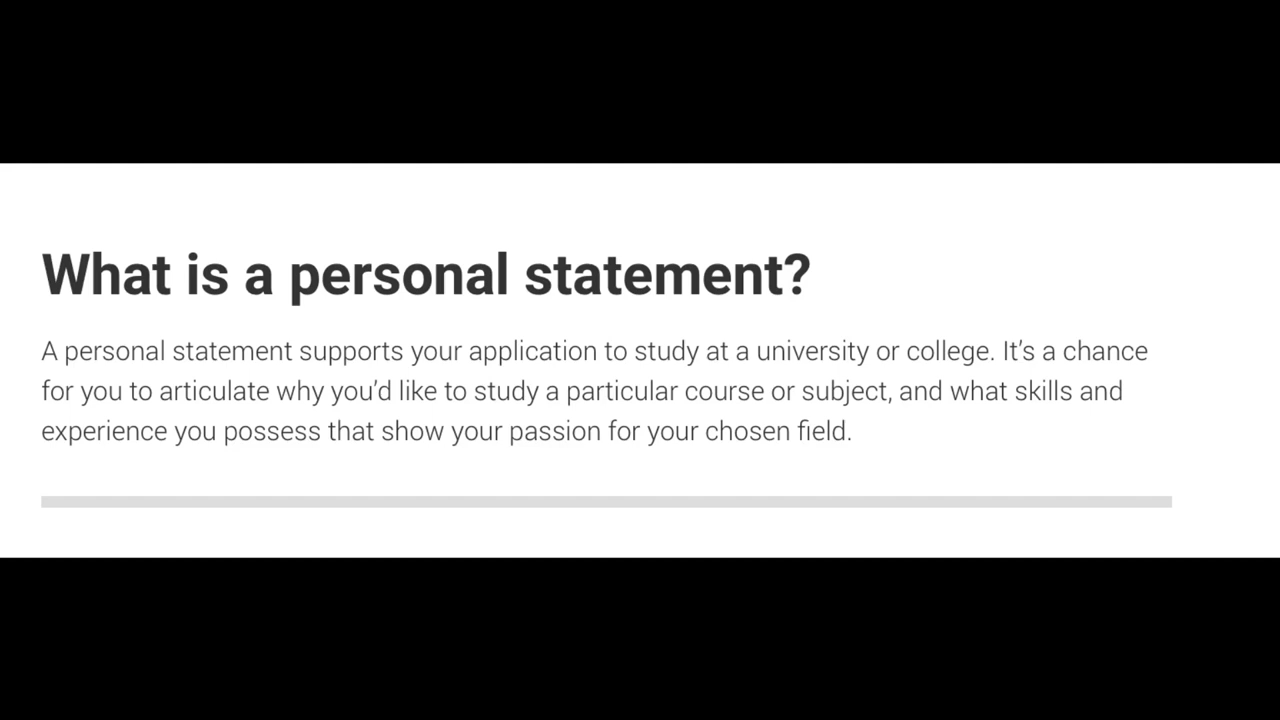 What is a personal statement?
A personal statement supports your application to study at a university or college. It’s a chance
for you to articulate why you’d like to study a particular course or subject, and what skills and
experience you possess that show your passion for your chosen field.